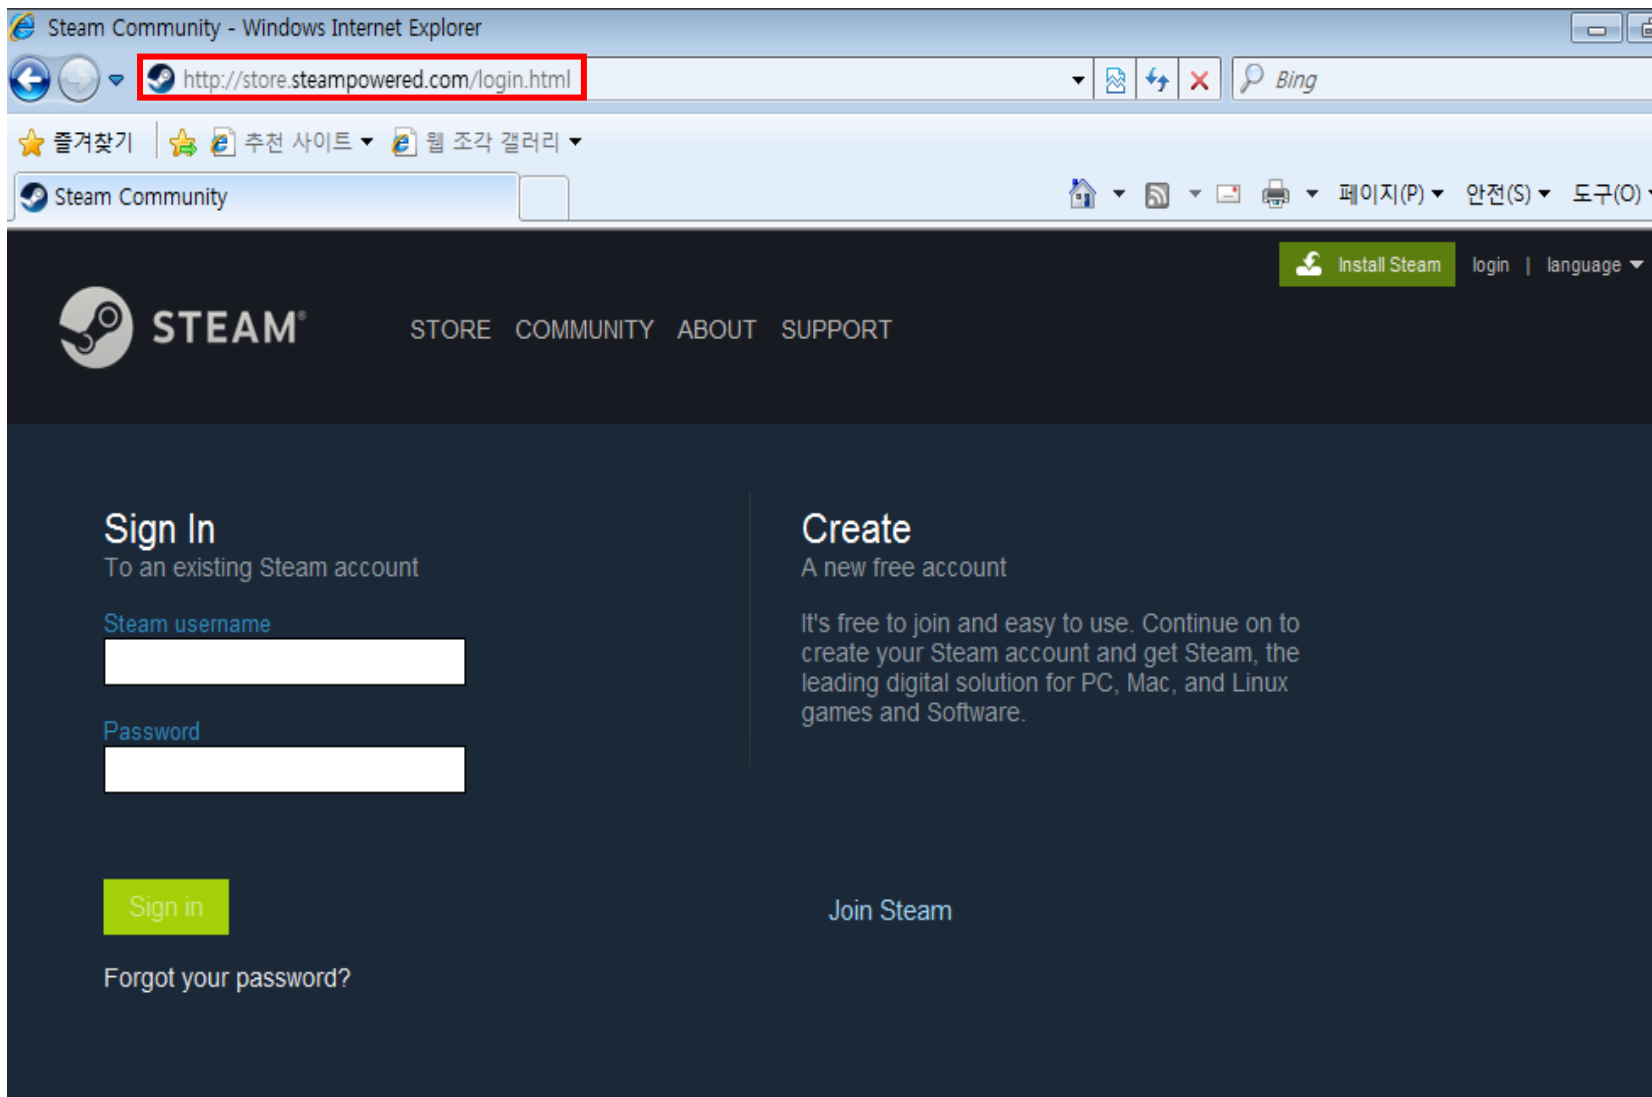 Steam Community - Windows Internet Explorer
http://store.steampowered.com/login.html
Bing
즐겨찾기 추천 사이트 웹 조각 갤러리
Steam Community
페이지(P) 안전(S) 도구(O)
Install Steam login | language
STEAM®
STORE COMMUNITY ABOUT SUPPORT
Sign In
To an existing Steam account
Steam username
Password
Sign in
Forgot your password?
Create
A new free account
It's free to join and easy to use. Continue on to
create your Steam account and get Steam, the
leading digital solution for PC, Mac, and Linux
games and Software.
Join Steam